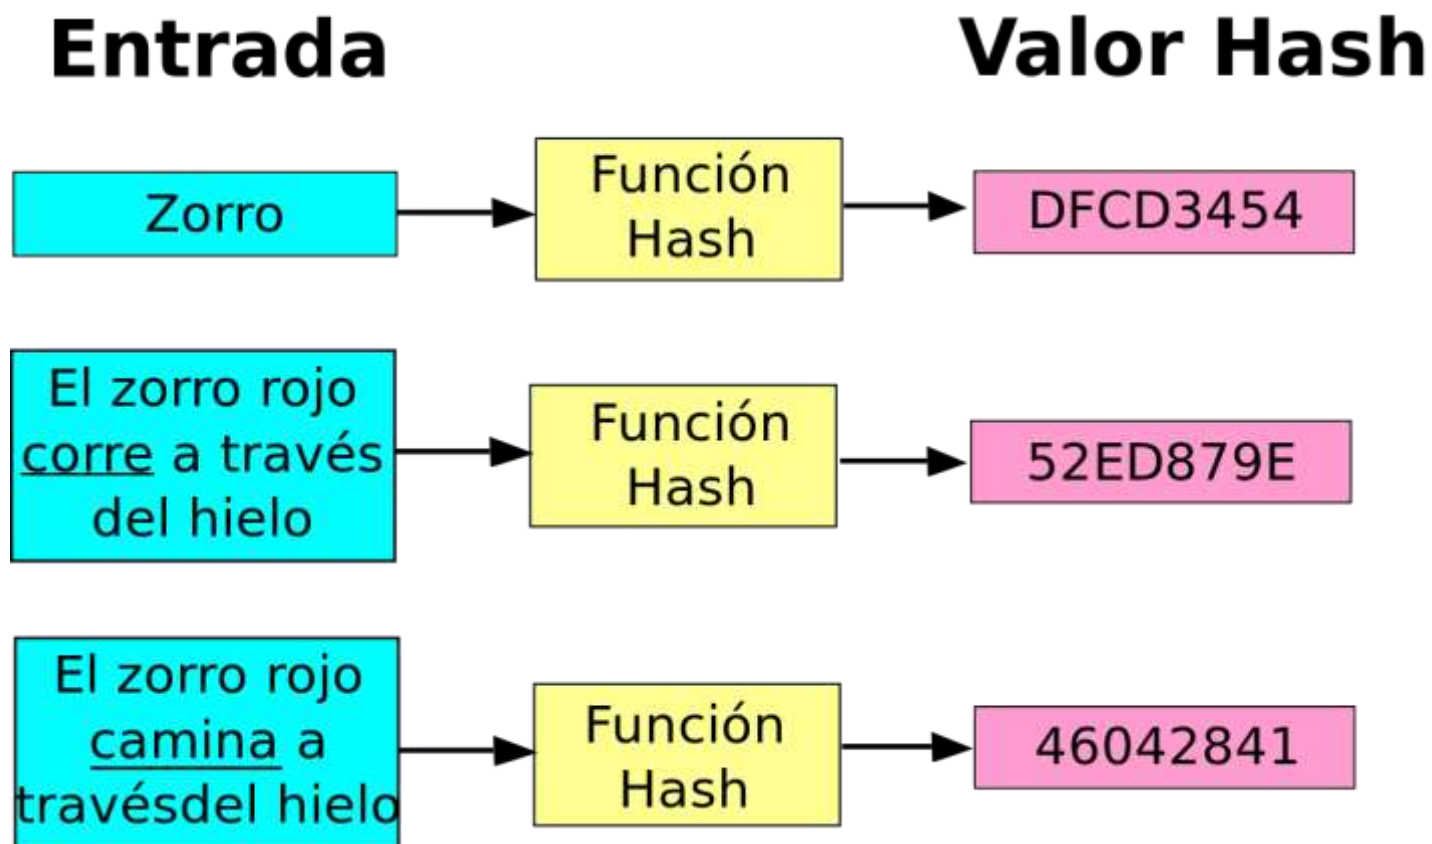 Entrada
Valor Hash
Zorro
Función
Hash
DFCD3454
El zorro rojo
corre a través
del hielo
Función
Hash
52ED879E
El zorro rojo
camina a
travésdel hielo
Función
Hash
46042841